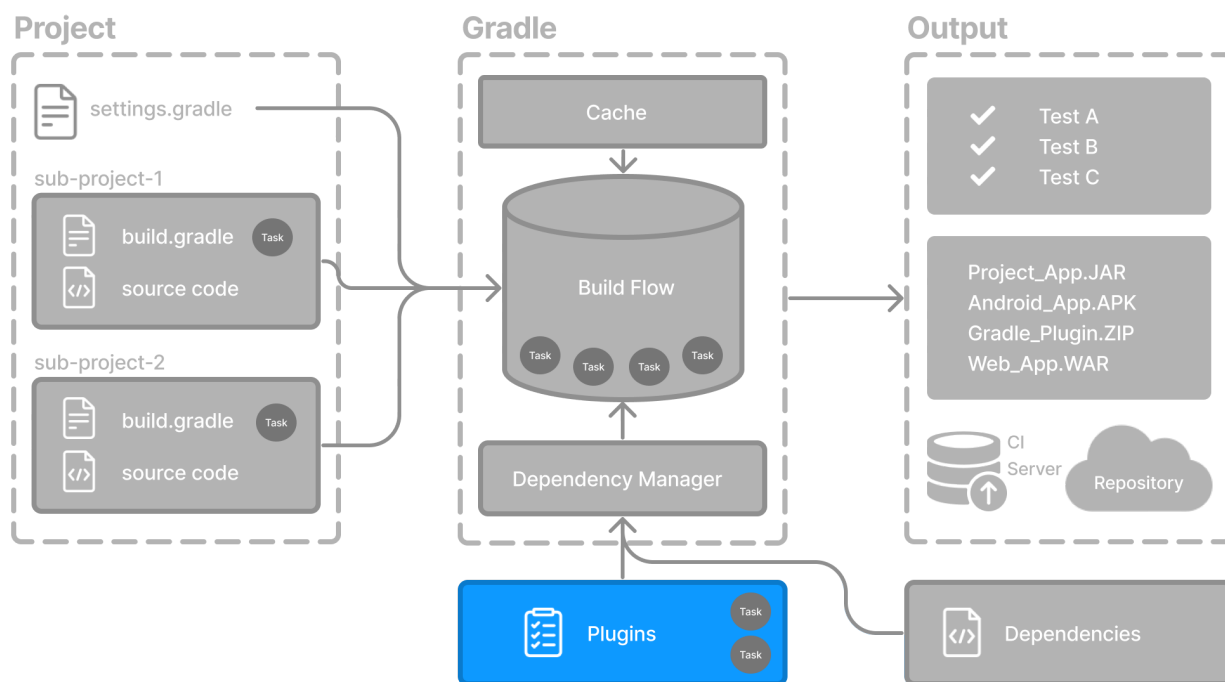 Project
settings.gradle
sub-project-1
build.gradle
Task
source code
sub-project-2
build.gradle
Task
source code
Gradle
Cache
Build Flow
Task
Task
Task
Task
Dependency Manager
Plugins
Task
Task
Output
Test A
Test B
Test C
Project_App.JAR
Android_App.APK
Gradle_Plugin.ZIP
Web_App.WAR
CI
Server
Repository
Dependencies